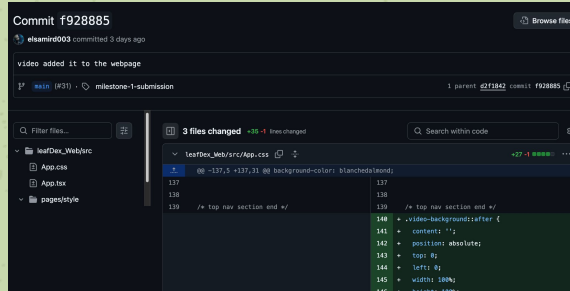 Commit f928885
Browse files
elsamird003 committed 3 days ago
video added it to the webpage
main (#31) · milestone-1-submission
1 parent d2f1842 commit f928885
Filter files...
3 files changed +35 -1 lines changed
Search within code
leafDex_Web/src
App.css
App.tsx
pages/style
leafDex_Web/src/App.css
+27 -1
@@ -137,5 +137,31 @@ background-color: blanchedalmond;
137 137
138 138
139 /* top nav section end */ 139 /* top nav section end */
140 + .video-background::after {
141 + content: '';
142 + position: absolute;
143 + top: 0;
144 + left: 0;
145 + width: 100%;
146 + height: 100%;